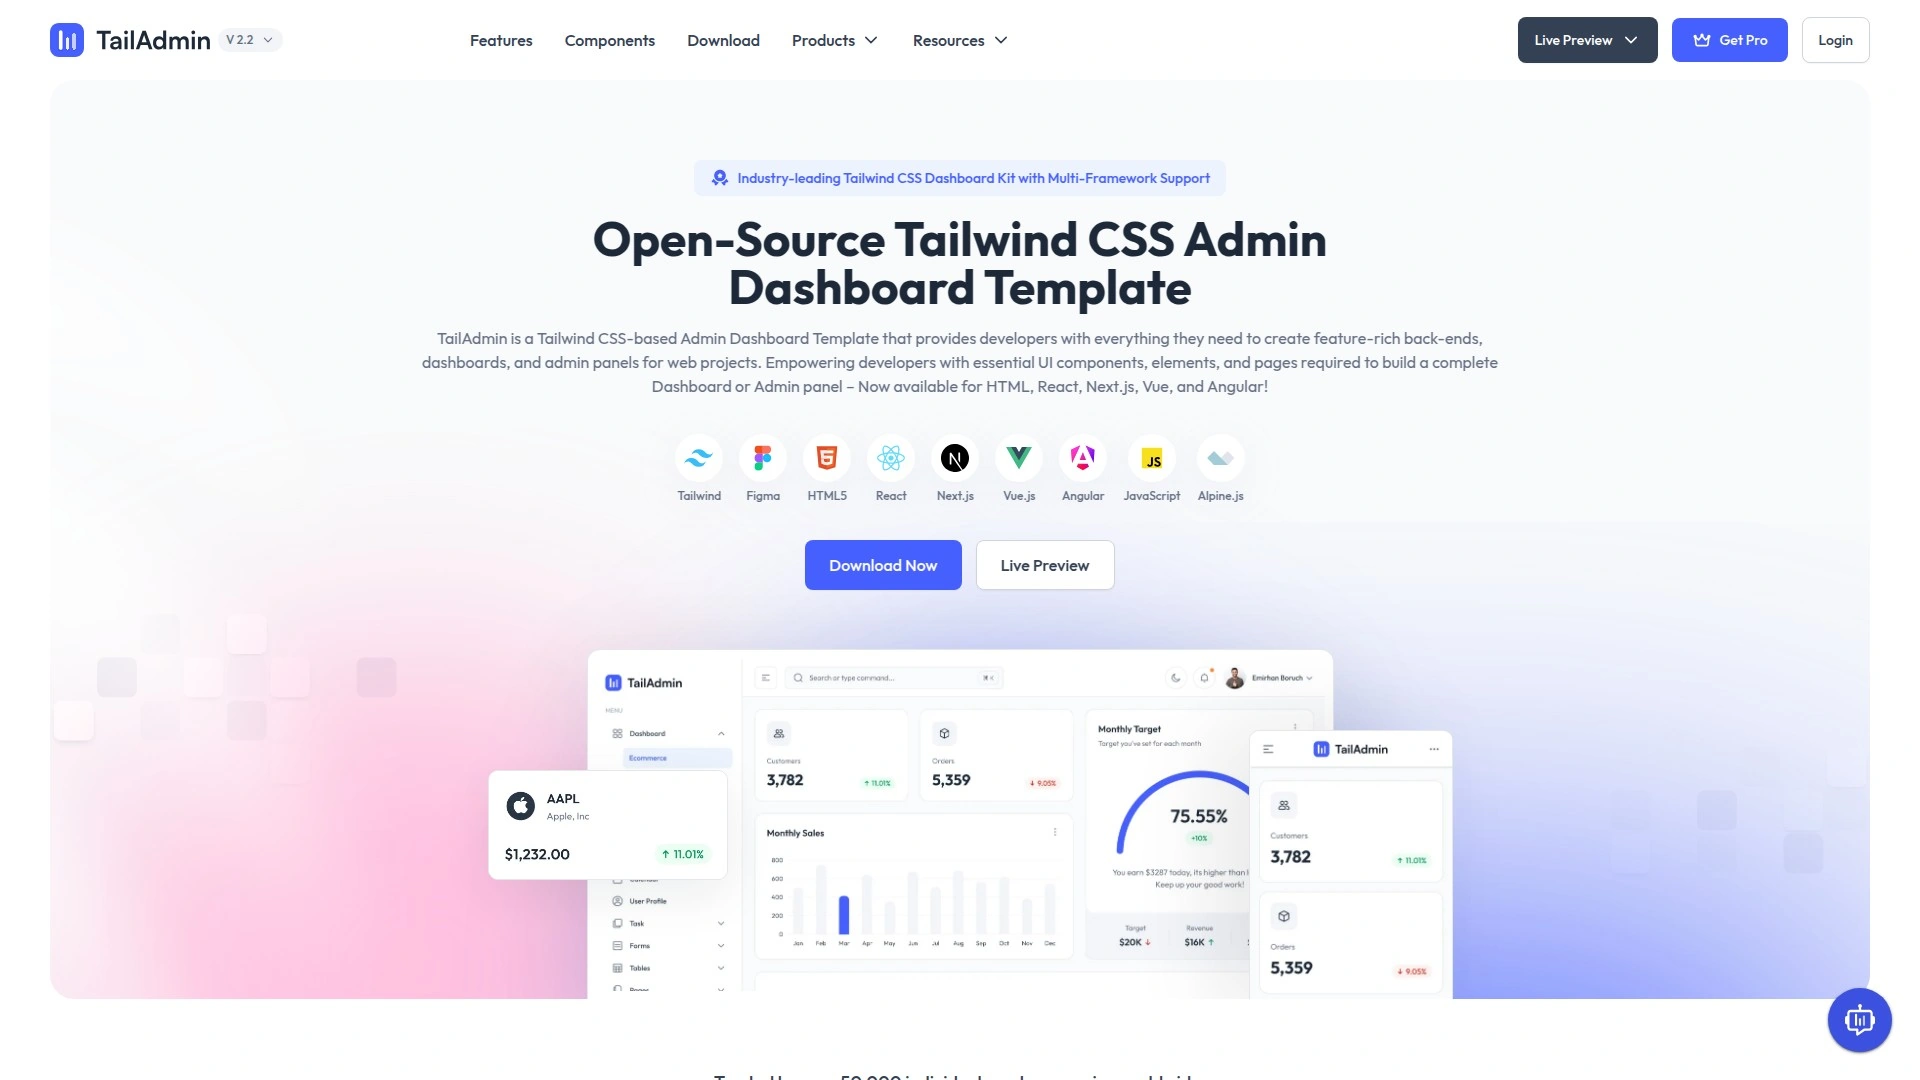 TailAdmin
V 2.2
Features
Components
Download
Products
Resources
Live Preview
Get Pro
Login
Industry-leading Tailwind CSS Dashboard Kit with Multi-Framework Support
Open-Source Tailwind CSS Admin
Dashboard Template
TailAdmin is a Tailwind CSS-based Admin Dashboard Template that provides developers with everything they need to create feature-rich back-ends,
dashboards, and admin panels for web projects. Empowering developers with essential UI components, elements, and pages required to build a complete
Dashboard or Admin panel – Now available for HTML, React, Next.js, Vue, and Angular!
JS
Tailwind
Figma
HTML5
React
Next.js
Vue.js
Angular
JavaScript
Alpine.js
Download Now
Live Preview
TailAdmin
MENU
Dashboard
Ecommerce
AAPL
Apple, Inc
$1,232.00
11.01%
User Profile
Task
Forms
Tables
Search or type command...
⌘K
Emirhan Boruch
Customers
3,782
11.01%
Orders
5,359
9.05%
Monthly Sales
800
600
400
200
0
Jan Feb Mar Apr May Jun Jul Aug Sep Oct Nov Dec
Monthly Target
Target you've set for each month
75.55%
+10%
You earn $3287 today, its higher than
Keep up your good work!
Target
$20K
Revenue
$16K
TailAdmin
Customers
3,782
11.01%
Orders
5,359
9.05%